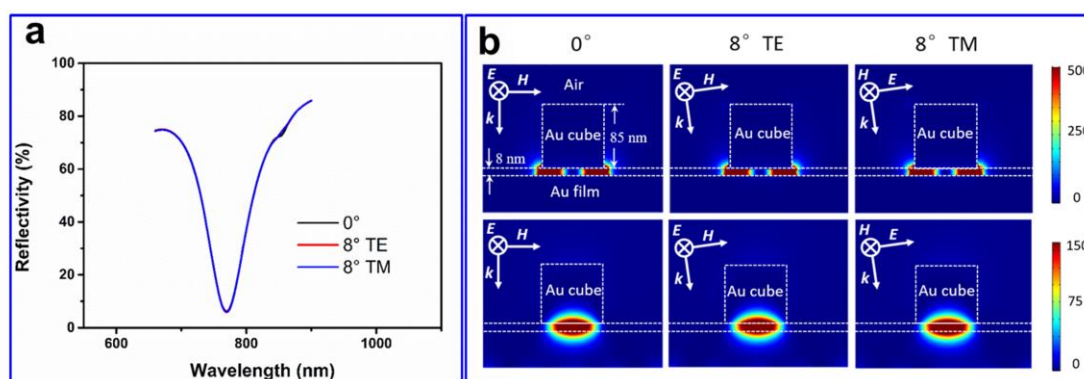 a
Reflectivity (%)
100
80
60
40
20
0
0°
8° TE
8° TM
600
800
1000
Wavelength (nm)
b
0°
8° TE
8° TM
E
H
k
Air
Au cube
85 nm
8 nm
Au film
E
H
k
Au cube
H
E
k
Au cube
500
250
0
E
H
k
Au cube
E
H
k
Au cube
H
E
k
Au cube
150
75
0